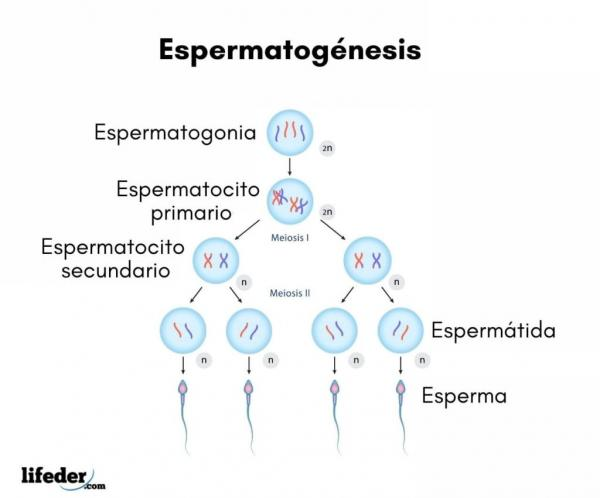 Espermatogénesis
Espermatogonia
2n
Espermatocito
primario
2n
Meiosis I
Espermatocito
secundario
n
n
Meiosis II
Espermátida
n
n
n
n
Esperma
lifeder
.com